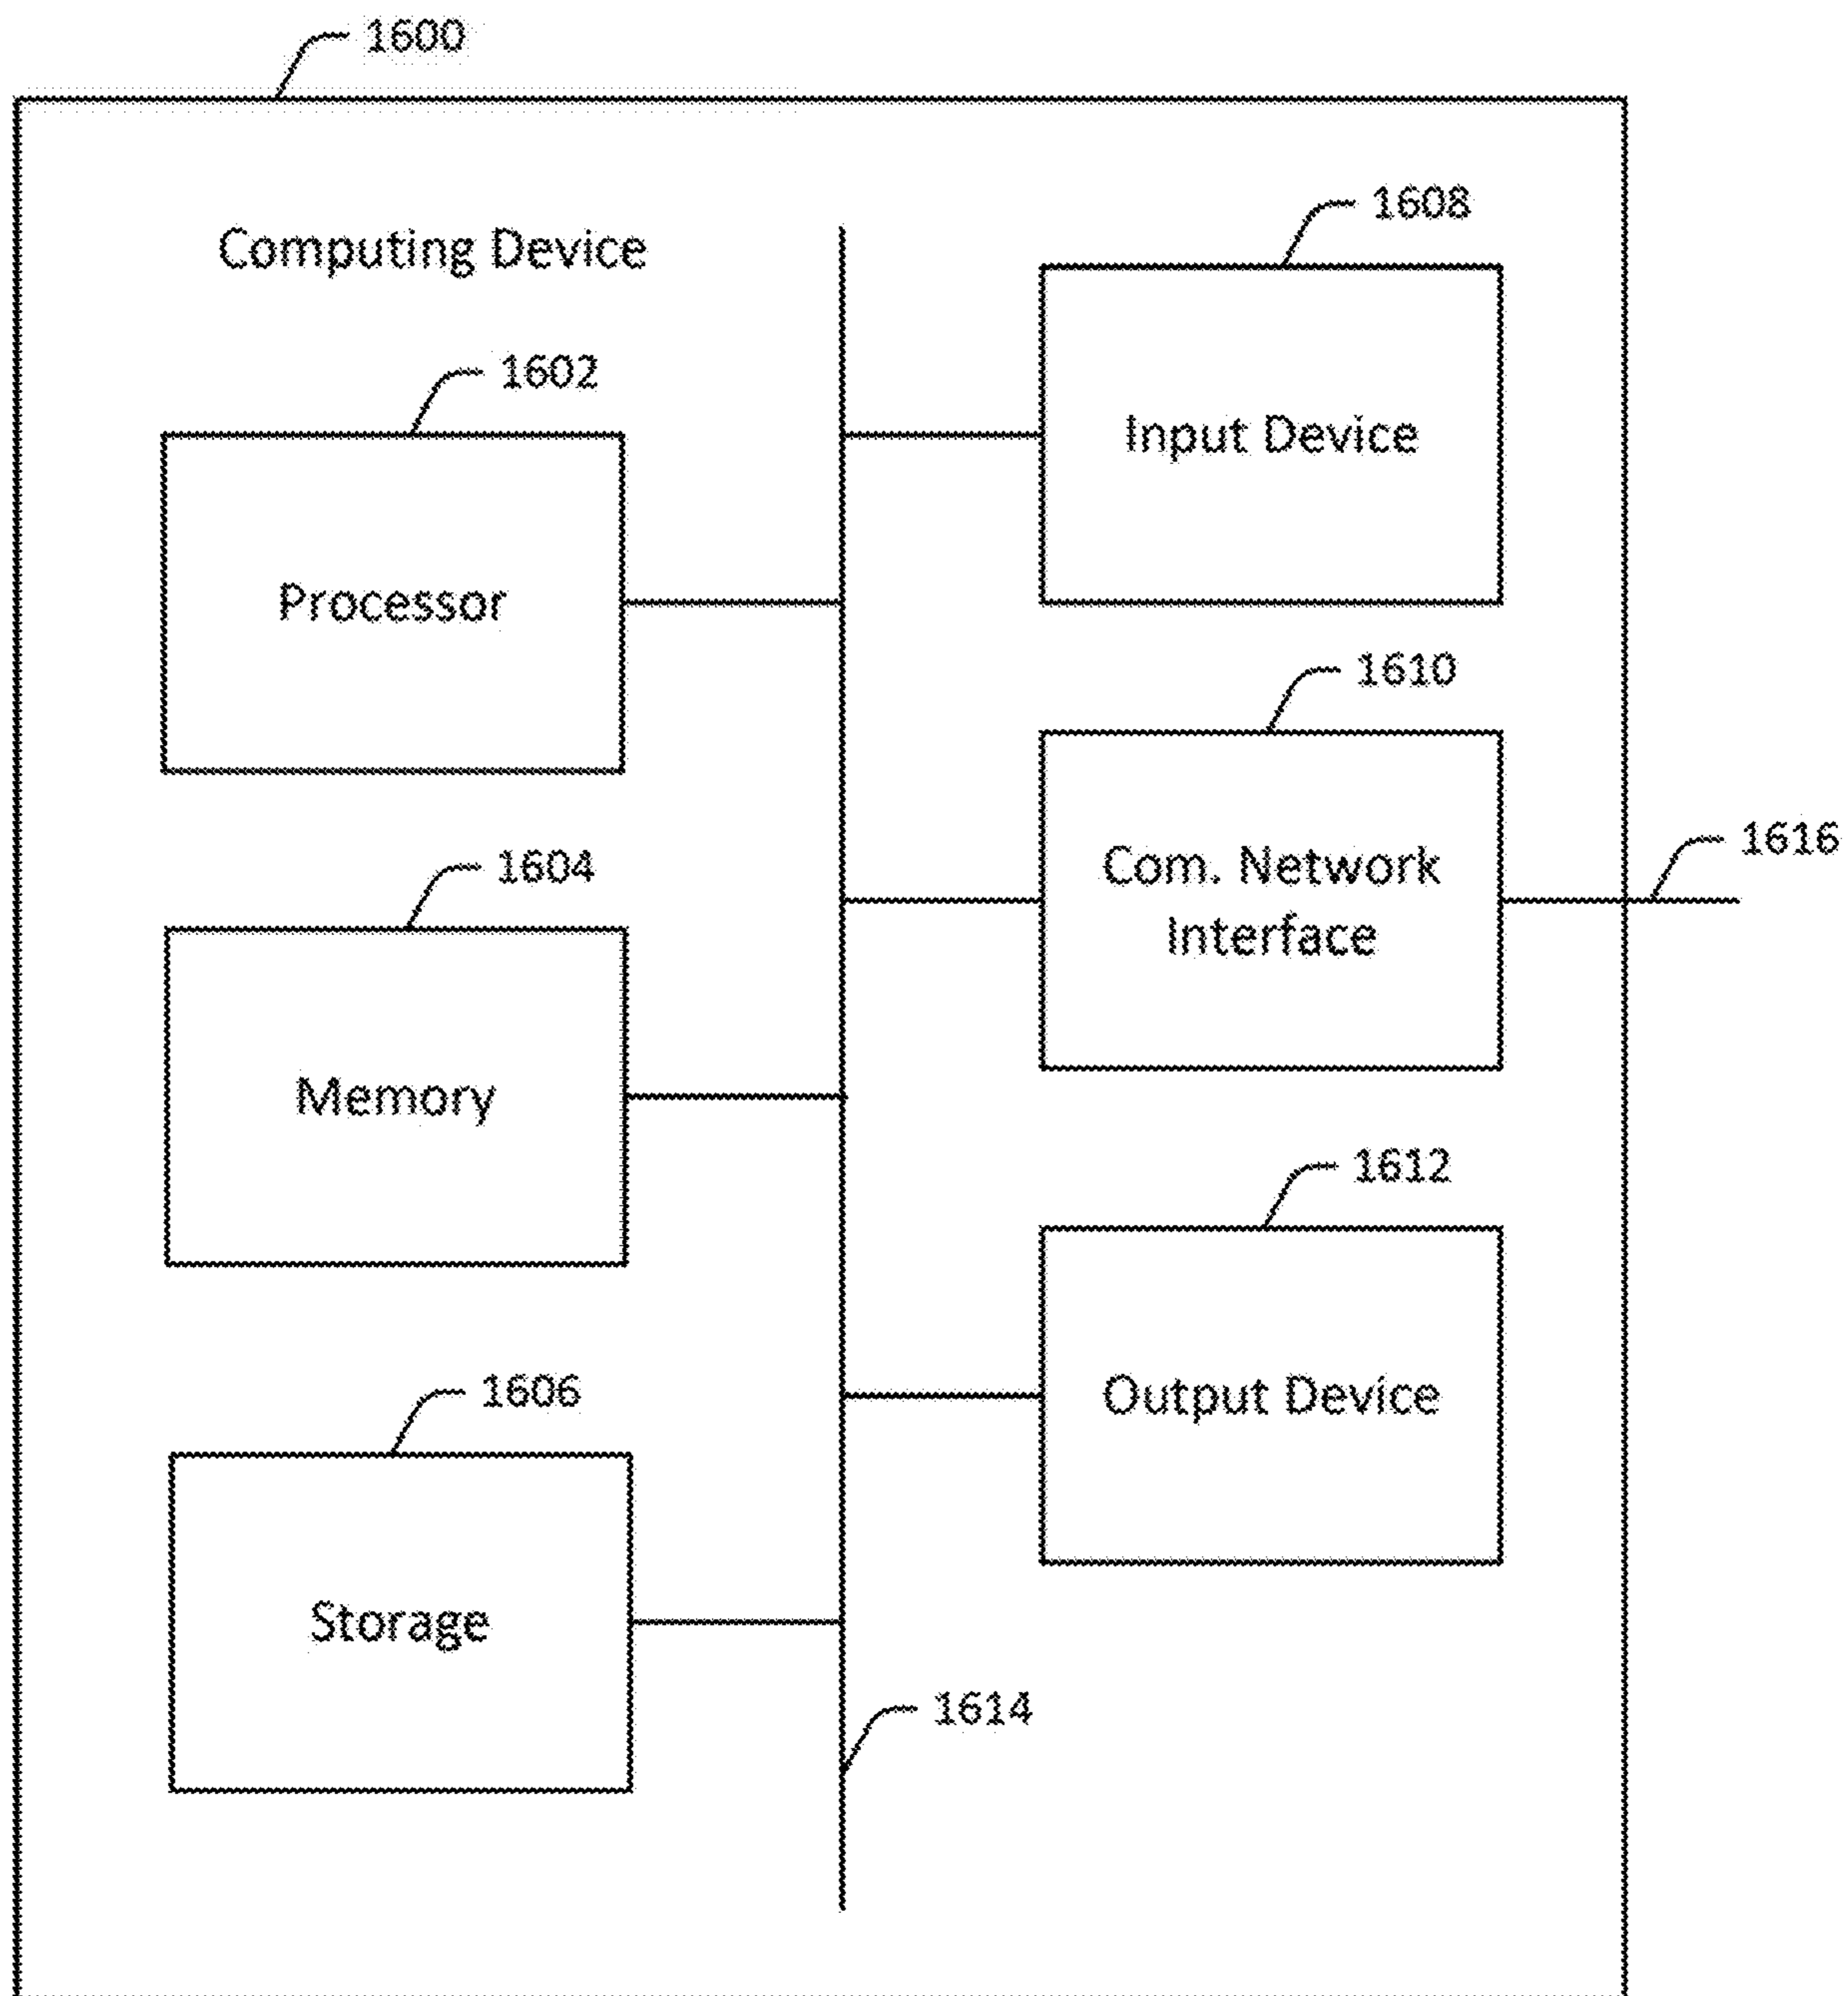 1600
Computing Device
1608
Input Device
1602
Processor
1610
Com. Network
Interface
1616
1604
Memory
1612
Output Device
1606
Storage
1614